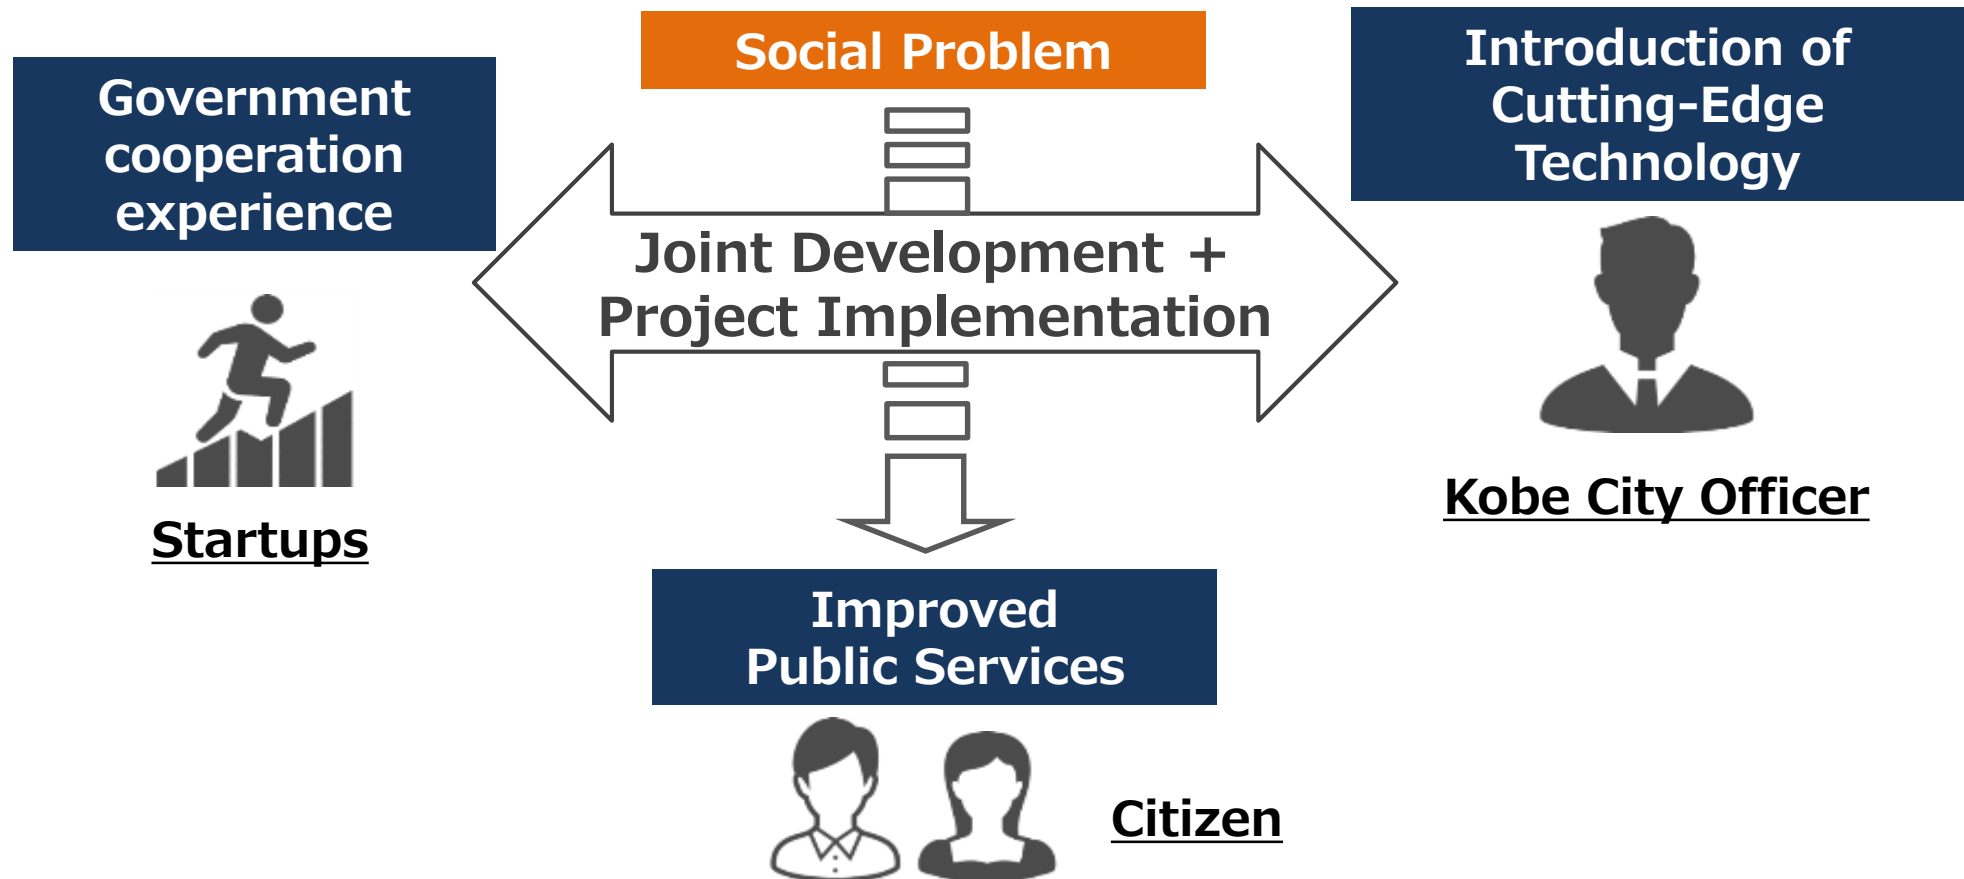 Social Problem
Government
cooperation
experience
Introduction of
Cutting-Edge
Technology
Joint Development +
Project Implementation
Startups
Kobe City Officer
Improved
Public Services
Citizen